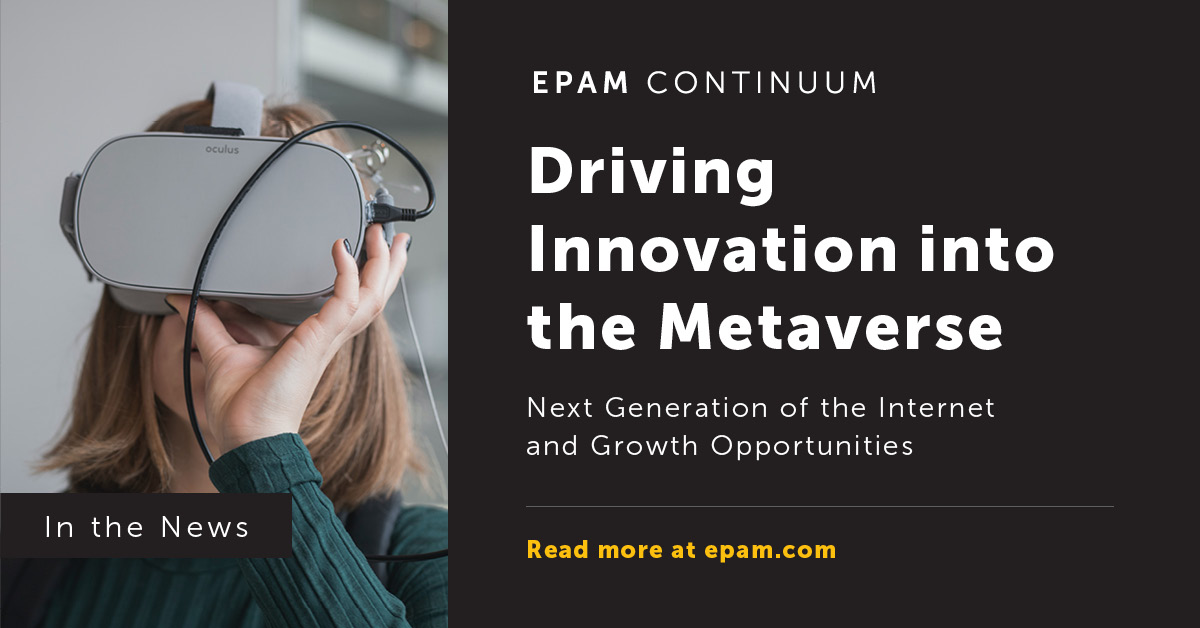 oculus
In the News
EPAM CONTINUUM
Driving
Innovation into
the Metaverse
Next Generation of the Internet
and Growth Opportunities
Read more at epam.com